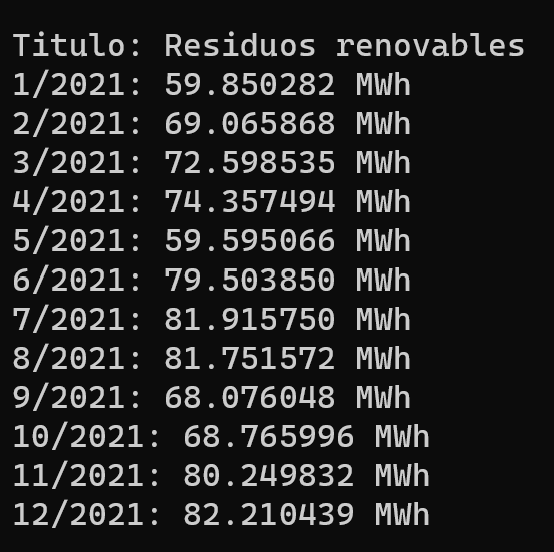 Titulo: Residuos renovables
1/2021: 59.850282 MWh
2/2021: 69.065868 MWh
3/2021: 72.598535 MWh
4/2021: 74.357494 MWh
5/2021: 59.595066 MWh
6/2021: 79.503850 MWh
7/2021: 81.915750 MWh
8/2021: 81.751572 MWh
9/2021: 68.076048 MWh
10/2021: 68.765996 MWh
11/2021: 80.249832 MWh
12/2021: 82.210439 MWh